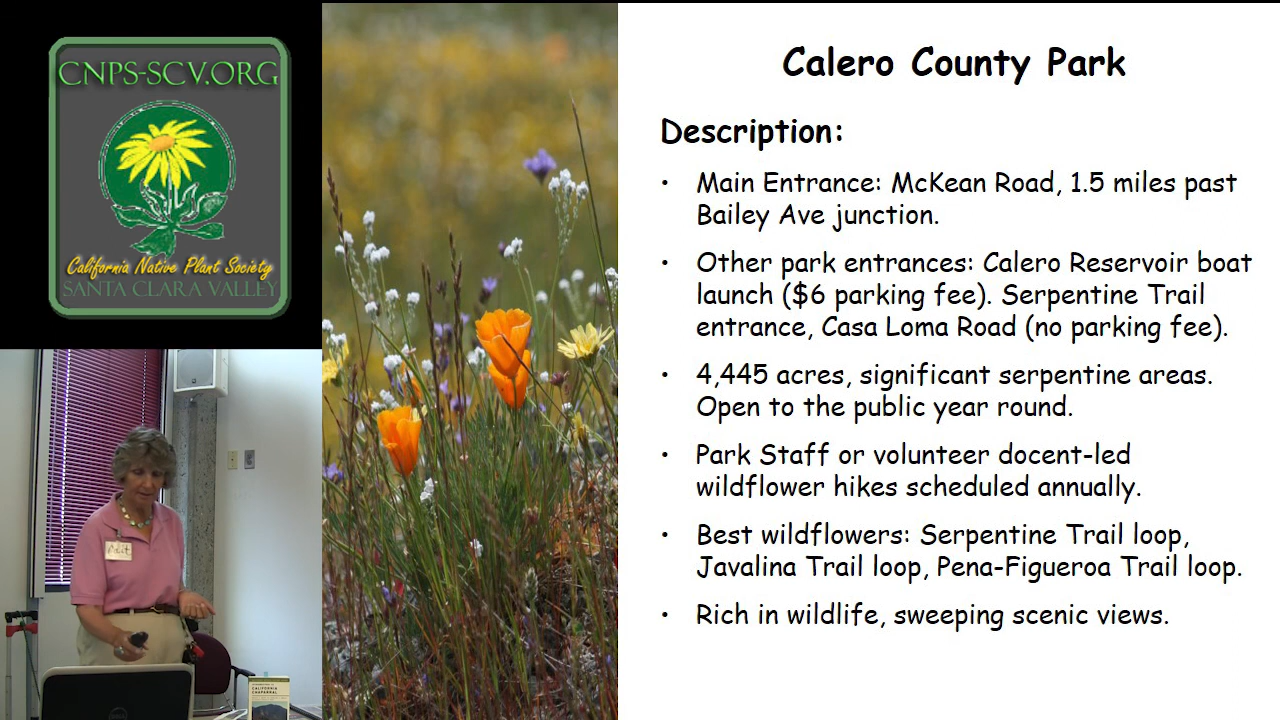 CNPS-SCV.ORG
California Native Plant Society
SANTA CLARA VALLEY
Calero County Park
Description:
• Main Entrance: McKean Road, 1.5 miles past
Bailey Ave junction.
• Other park entrances: Calero Reservoir boat
launch ($6 parking fee). Serpentine Trail
entrance, Casa Loma Road (no parking fee).
• 4,445 acres, significant serpentine areas.
Open to the public year round.
• Park Staff or volunteer docent-led
wildflower hikes scheduled annually.
• Best wildflowers: Serpentine Trail loop,
Javalina Trail loop, Pena-Figueroa Trail loop.
• Rich in wildlife, sweeping scenic views.
CALIFORNIA
CHAPARRAL